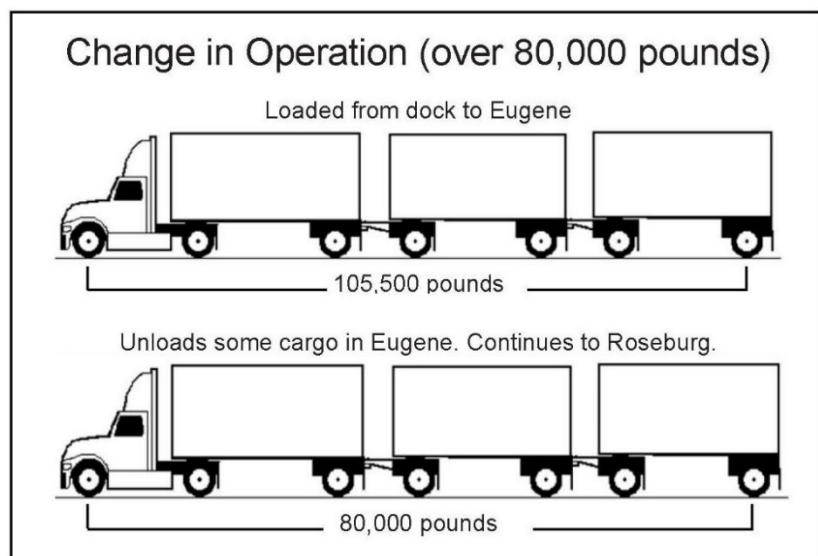 Change in Operation (over 80,000 pounds)
Loaded from dock to Eugene
105,500 pounds
Unloads some cargo in Eugene. Continues to Roseburg.
80,000 pounds